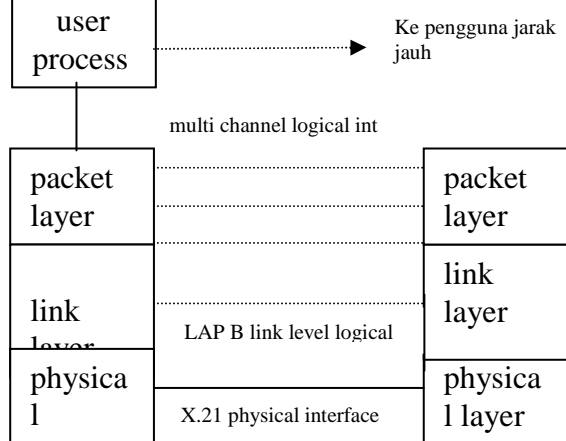 user
process
Ke pengguna jarak
jauh
multi channel logical int
packet
layer
packet
layer
link
layer
link
layer
LAP B link level logical
physica
l
physica
l layer
X.21 physical interface